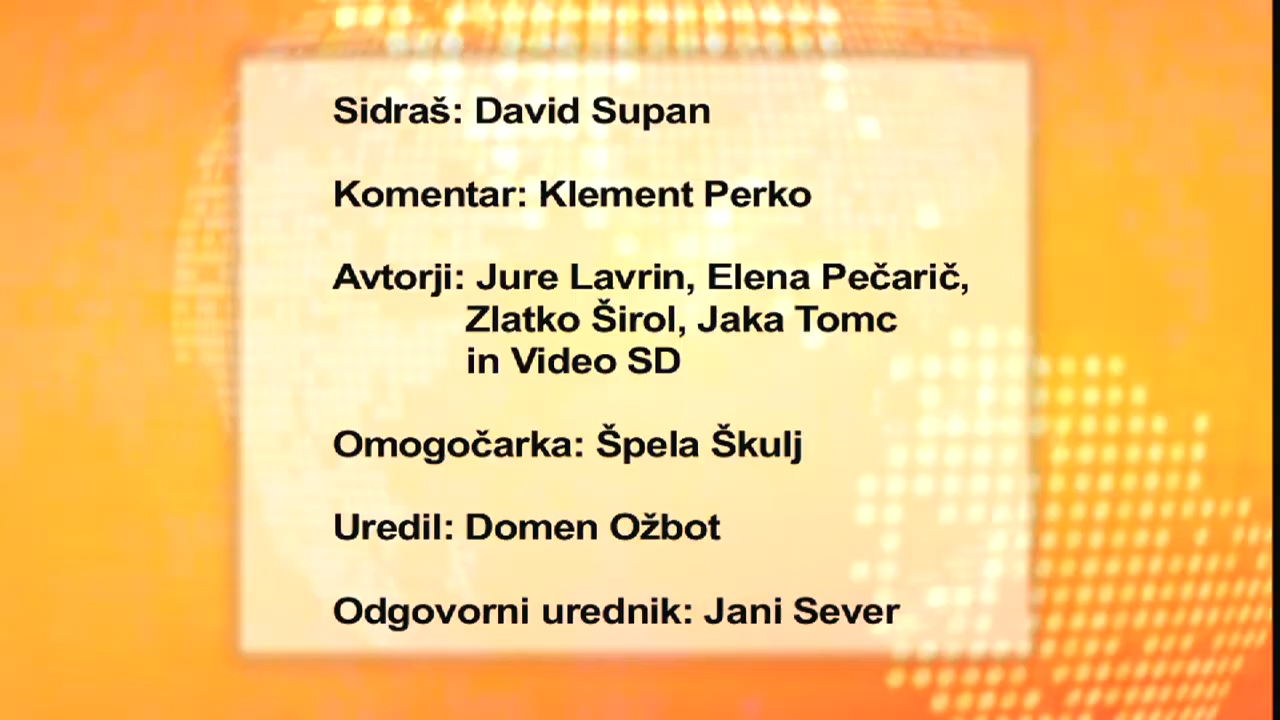 Sidraš: David Supan
Komentar: Klement Perko
Avtorji: Jure Lavrin, Elena Pečarič,
Zlatko Širol, Jaka Tomc
in Video SD
Omogočarka: Špela Škulj
Uredil: Domen Ožbot
Odgovorni urednik: Jani Sever